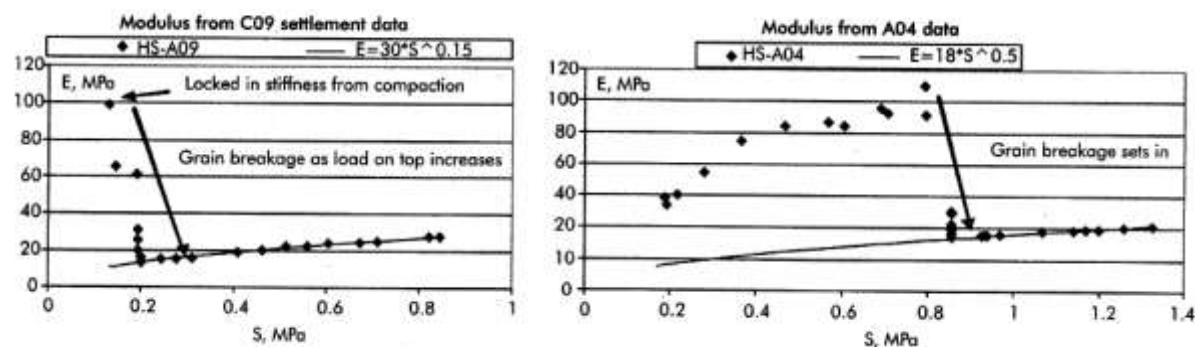 Modulus from C09 settlement data
HS-A09 E=30*S^0.15
120
E, MPa
Locked in stiffness from compaction
100
80
Grain breakage as load on top increases
60
40
20
0
0 0.2 0.4 0.6 0.8 1
S, MPa
Modulus from A04 data
HS-A04 E=18*S^0.5
120
E, MPa
100
80
Grain breakage sets in
60
40
20
10
0
0 0.2 0.4 0.6 0.8 1 1.2 1.4
S, MPa